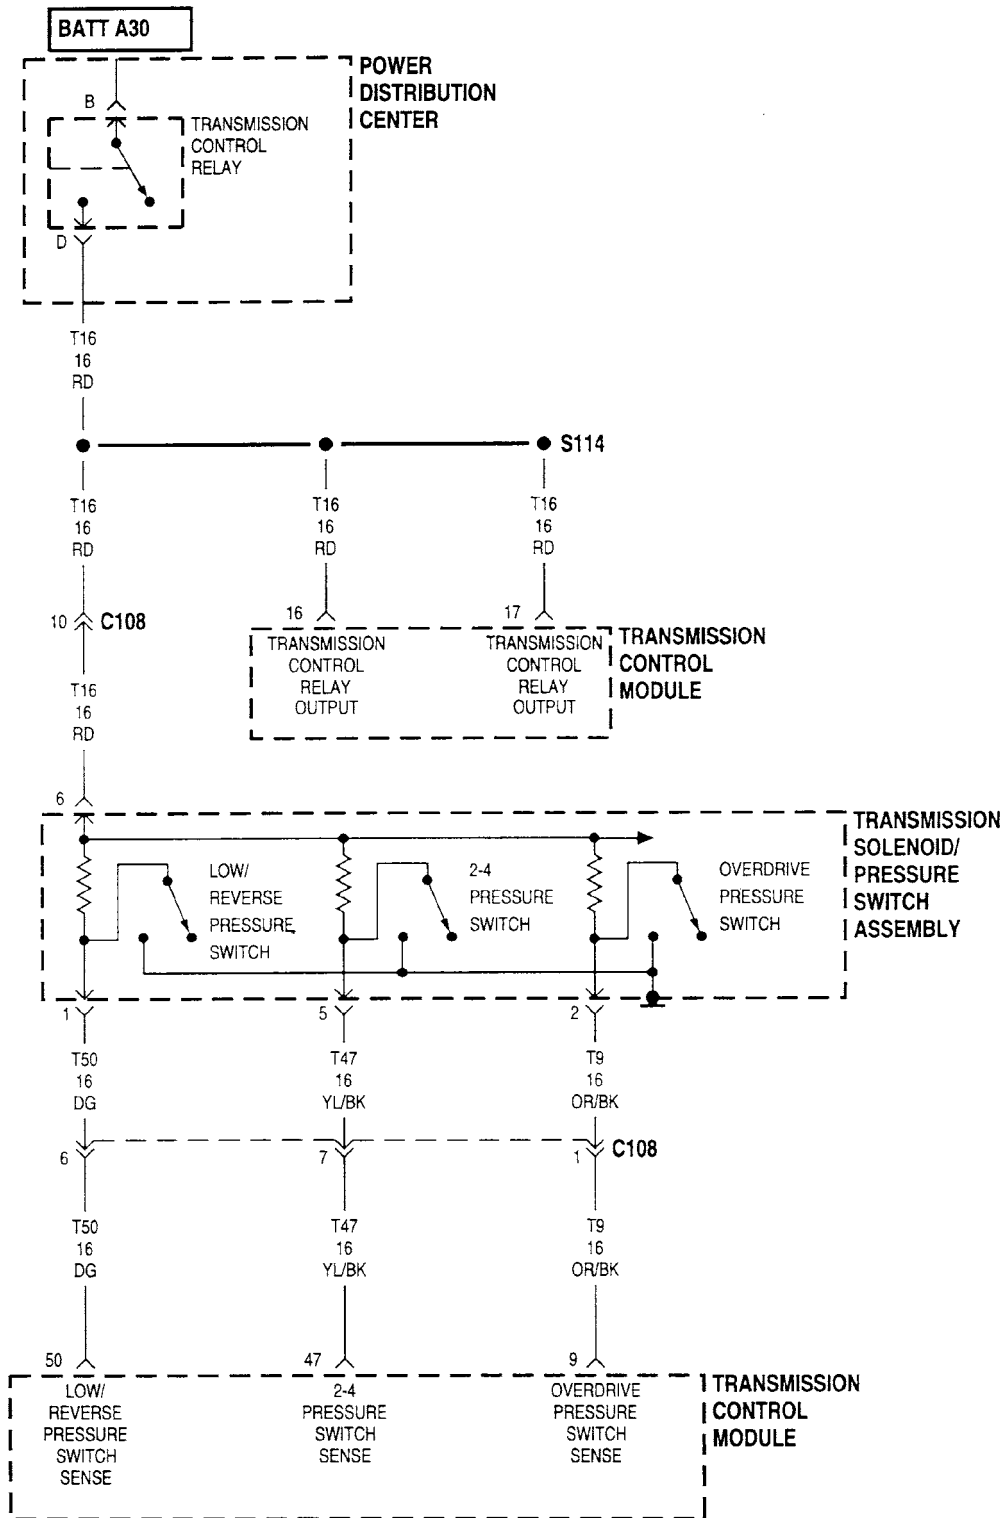 BATT A30
POWER
DISTRIBUTION
CENTER
B
TRANSMISSION
CONTROL
RELAY
D
T16
16
RD
S114
T16
16
RD
T16
16
RD
T16
16
RD
10
C108
16
17
TRANSMISSION
CONTROL
RELAY
OUTPUT
TRANSMISSION
CONTROL
RELAY
OUTPUT
TRANSMISSION
CONTROL
MODULE
T16
16
RD
6
TRANSMISSION
SOLENOID/
PRESSURE
SWITCH
ASSEMBLY
LOW/
REVERSE
PRESSURE
SWITCH
2-4
PRESSURE
SWITCH
OVERDRIVE
PRESSURE
SWITCH
1
5
2
T50
16
DG
T47
16
YL/BK
T9
16
OR/BK
6
7
1
C108
T50
16
DG
T47
16
YL/BK
T9
16
OR/BK
50
47
9
LOW/
REVERSE
PRESSURE
SWITCH
SENSE
2-4
PRESSURE
SWITCH
SENSE
OVERDRIVE
PRESSURE
SWITCH
SENSE
TRANSMISSION
CONTROL
MODULE